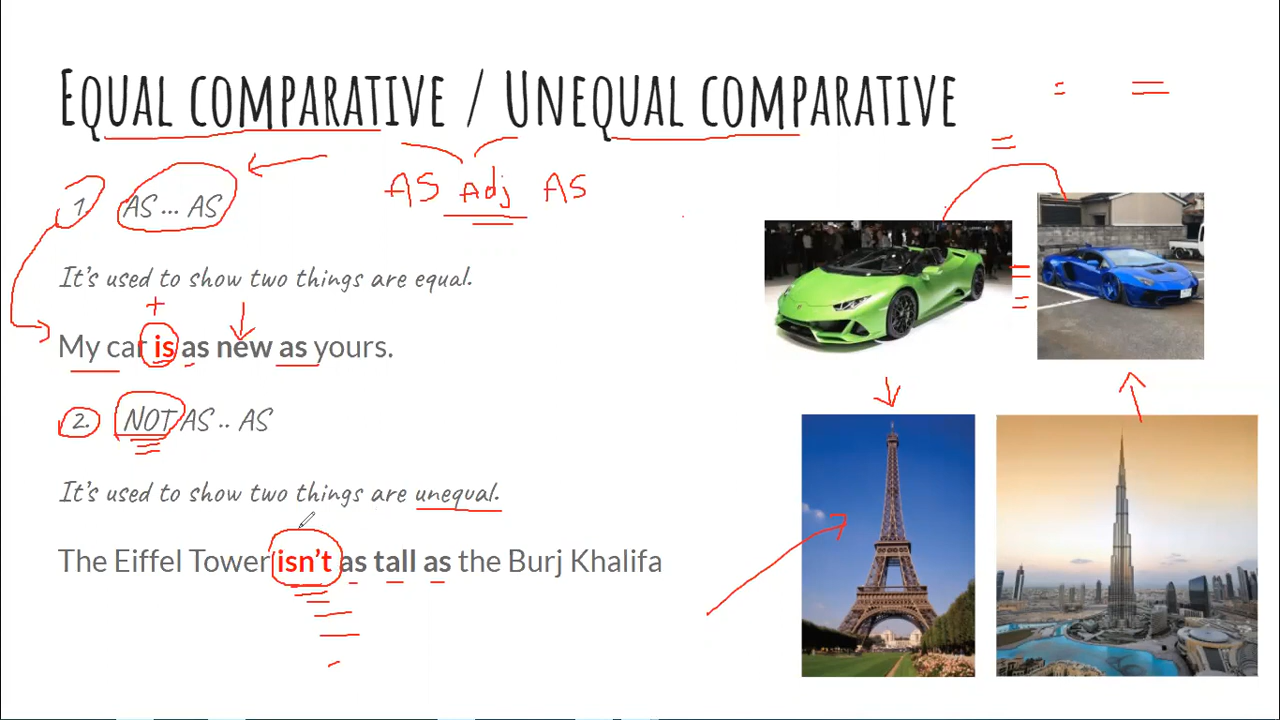 Equal comparative / Unequal comparative
AS Adj AS
1. AS... AS
It's used to show two things are equal.
+
My car is as new as yours.
2. NOT AS .. AS
It's used to show two things are unequal.
The Eiffel Tower isn't as tall as the Burj Khalifa